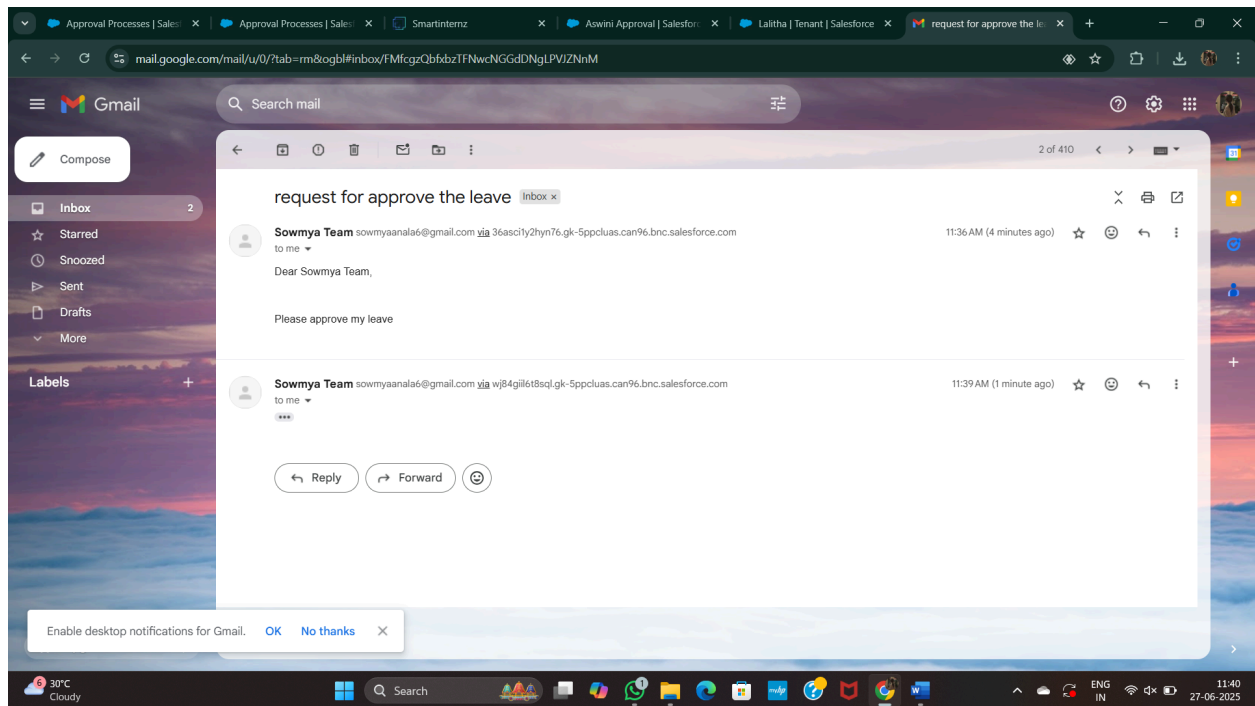 Approval Processes | Sales
Approval Processes | Sales
Smartinternz
Aswini Approval | Salesforc
Lalitha | Tenant | Salesforce
request for approve the le
mail.google.com/mail/u/0/?tab=rm&ogbl#inbox/FMfcgzQbfxbzTFNwcNGGdDNgLPVJZNnM
Gmail
Search mail
Compose
2 of 410
31
request for approve the leave Inbox ×
Inbox 2
Starred
Snoozed
Sent
Drafts
More
Labels
Sowmya Team sowmyaanala6@gmail.com via 36asci1y2hyn76.gk-5ppcluas.can96.bnc.salesforce.com 11:36 AM (4 minutes ago)
to me
Dear Sowmya Team,
Please approve my leave
Sowmya Team sowmyaanala6@gmail.com via wj84giil6t8sql.gk-5ppcluas.can96.bnc.salesforce.com 11:39 AM (1 minute ago)
to me
Reply Forward
Enable desktop notifications for Gmail. OK No thanks
6
30°C
Cloudy
Search
1
ENG
IN
11:40
27-06-2025